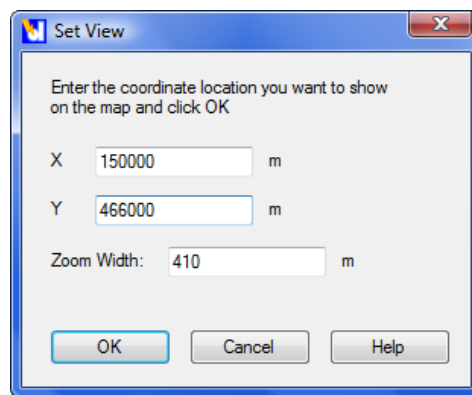 Set View
Enter the coordinate location you want to show
on the map and click OK
X 150000 m
Y 466000 m
Zoom Width: 410 m
OK Cancel Help